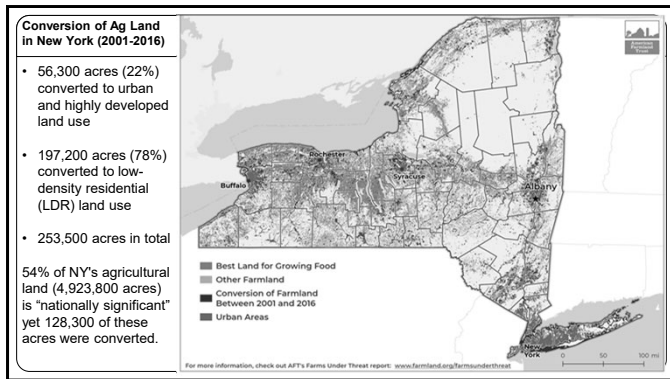 Conversion of Ag Land
in New York (2001-2016)
• 56,300 acres (22%)
converted to urban
and highly developed
land use
• 197,200 acres (78%)
converted to low-
density residential
(LDR) land use
• 253,500 acres in total
54% of NY's agricultural
land (4,923,800 acres)
is “nationally significant”
yet 128,300 of these
acres were converted.
American
Farmland
Trust
Rochester
Buffalo
Syracuse
Albany
New
York
Best Land for Growing Food
Other Farmland
Conversion of Farmland
Between 2001 and 2016
Urban Areas
0 50 100 mi
For more information, check out AFT's Farms Under Threat report: www.farmland.org/farmsunderthreat